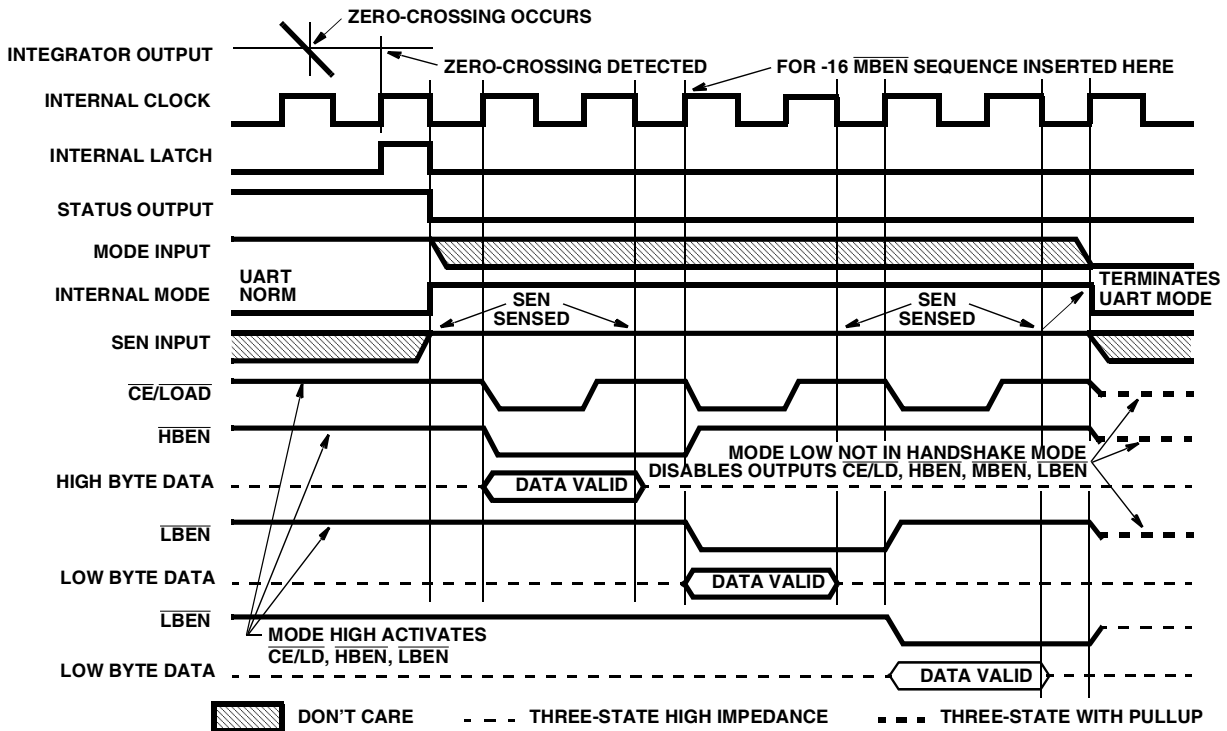 ZERO-CROSSING OCCURS
INTEGRATOR OUTPUT
ZERO-CROSSING DETECTED
FOR -16 MBEN SEQUENCE INSERTED HERE
INTERNAL CLOCK
INTERNAL LATCH
STATUS OUTPUT
MODE INPUT
INTERNAL MODE
UART
NORM
SEN
SENSED
SEN
SENSED
TERMINATES
UART MODE
SEN INPUT
CE/LOAD
HBEN
MODE LOW NOT IN HANDSHAKE MODE
DISABLES OUTPUTS CE/LD, HBEN, MBEN, LBEN
HIGH BYTE DATA
DATA VALID
LBEN
LOW BYTE DATA
DATA VALID
LBEN
MODE HIGH ACTIVATES
CE/LD, HBEN, LBEN
LOW BYTE DATA
DATA VALID
DON'T CARE
THREE-STATE HIGH IMPEDANCE
THREE-STATE WITH PULLUP